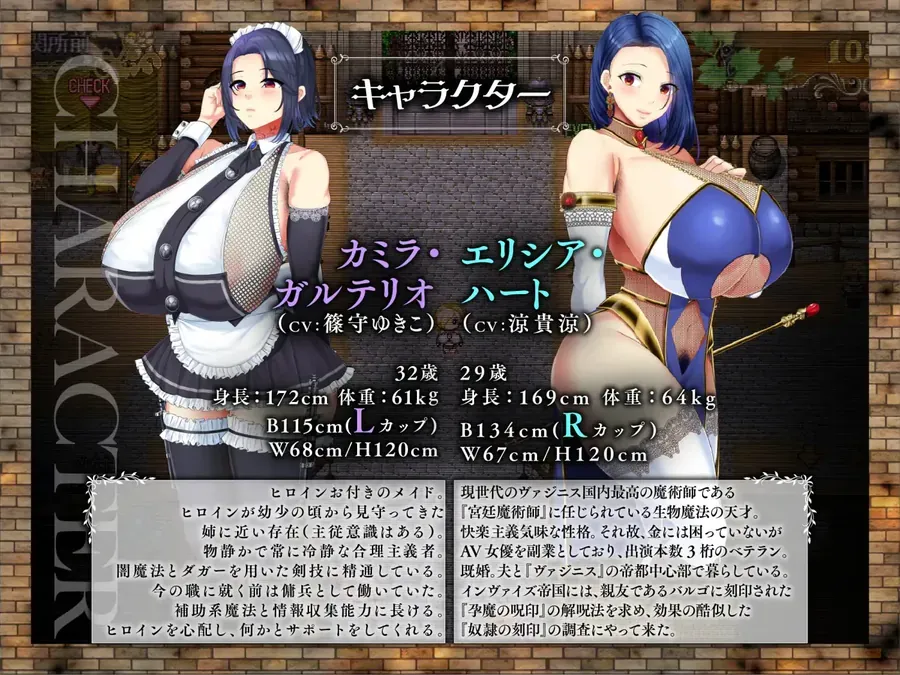 関所前
CHECK
CHARACTER
キャラクター
カミラ・
ガルテリオ
(CV:篠守ゆきこ)
32歳
身長:172cm 体重:61kg
B115cm(Lカップ)
W68cm/H120cm
ヒロインお付きのメイド。
ヒロインが幼少の頃から見守ってきた
姉に近い存在(主従意識はある)。
物静かで常に冷静な合理主義者。
闇魔法とダガーを用いた剣技に精通している。
今の職に就く前は傭兵として働いていた。
補助系魔法と情報収集能力に長ける。
ヒロインを心配し、何かとサポートをしてくれる。
エリシア・
ハート
(CV:涼貴涼)
29歳
身長:169cm 体重:64kg
B134cm(Rカップ)
W67cm/H120cm
現世代のヴァジニス国内最高の魔術師である
『宮廷魔術師』に任じられている生物魔法の天才。
快楽主義気味な性格。それ故、金には困っていないが
AV女優を副業としており、出演本数3桁のベテラン。
既婚。夫と『ヴァジニス』の帝都中心部で暮らしている。
インヴァイズ帝国には、親友であるバルゴに刻印された
『孕魔の呪印』の解呪法を求め、効果の酷似した
『奴隷の刻印』の調査にやって来た。